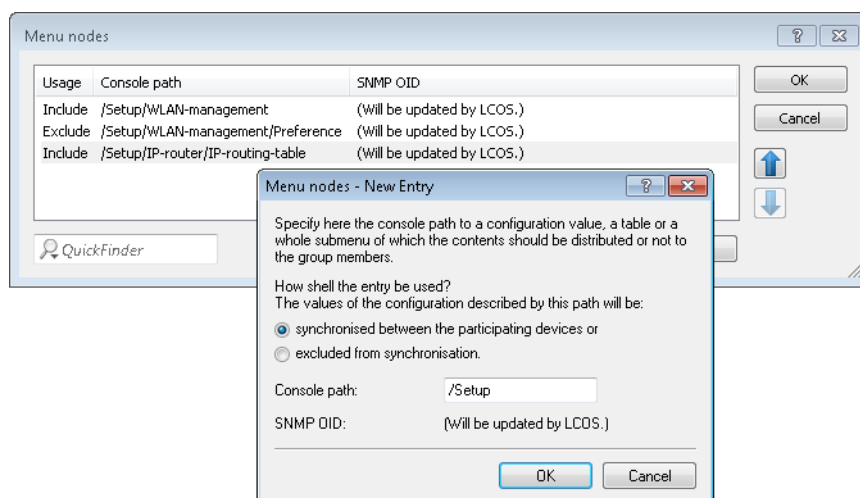 Menu nodes
Usage Console path SNMP OID
Include /Setup/WLAN-management (Will be updated by LCOS.)
Exclude /Setup/WLAN-management/Preference (Will be updated by LCOS.)
Include /Setup/IP-router/IP-routing-table (Will be updated by LCOS.)
OK
Cancel
QuickFinder
Menu nodes - New Entry
Specify here the console path to a configuration value, a table or a
whole submenu of which the contents should be distributed or not to
the group members.
How shell the entry be used?
The values of the configuration described by this path will be:
synchronised between the participating devices or
excluded from synchronisation.
Console path: /Setup
SNMP OID: (Will be updated by LCOS.)
OK Cancel